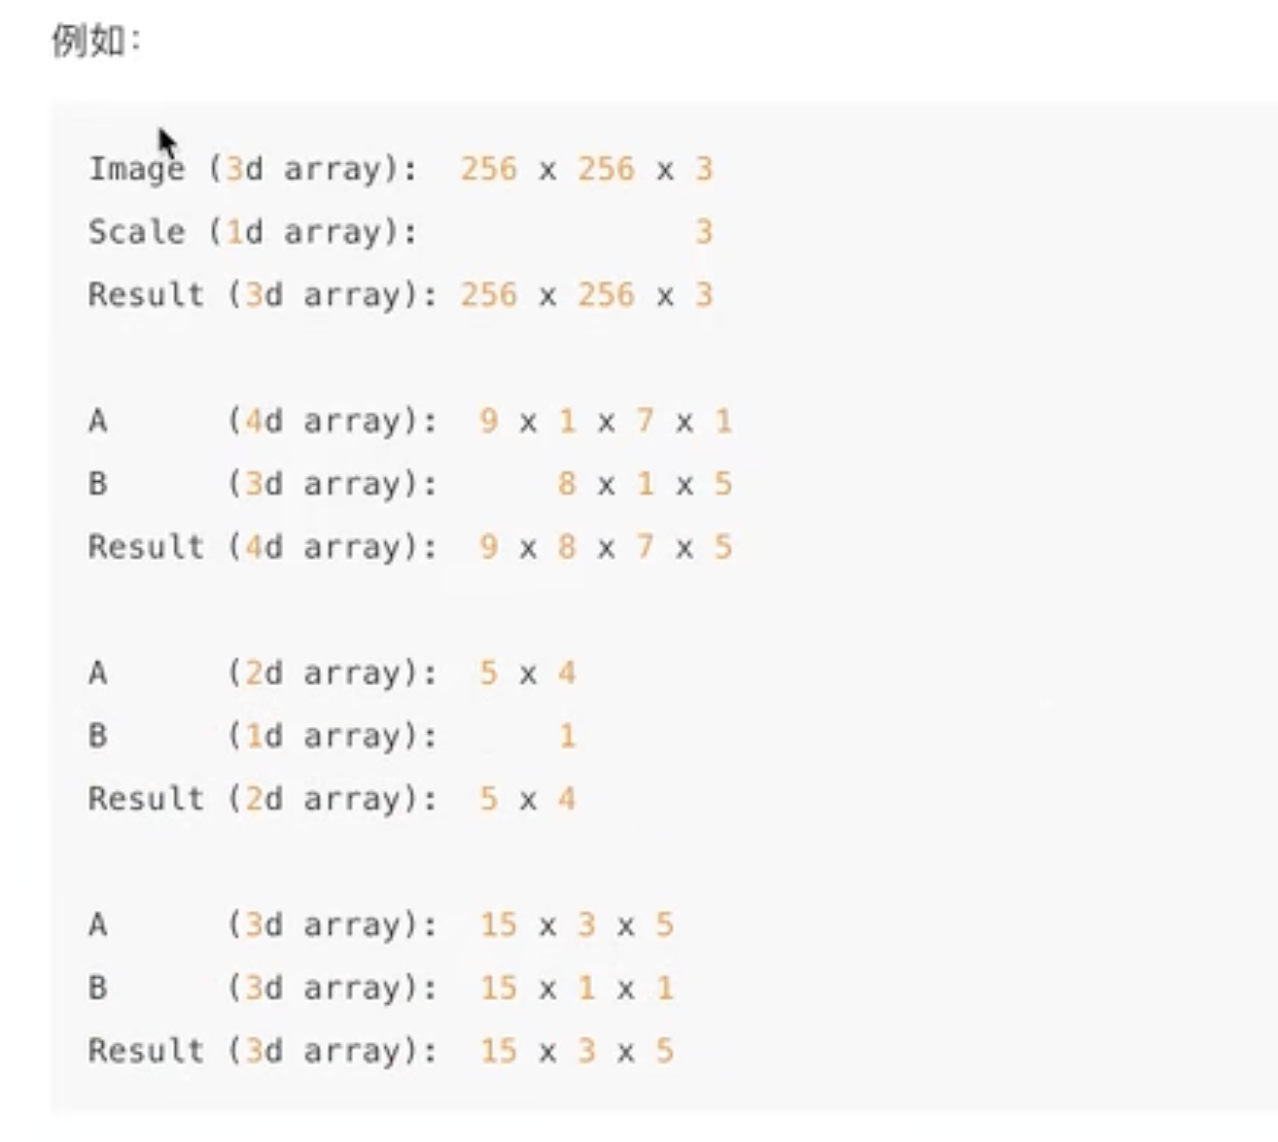 例如：
Image (3d array):  256 x 256 x 3
Scale (1d array):              3
Result (3d array): 256 x 256 x 3
A      (4d array):  9 x 1 x 7 x 1
B      (3d array):      8 x 1 x 5
Result (4d array):  9 x 8 x 7 x 5
A      (2d array):  5 x 4
B      (1d array):      1
Result (2d array):  5 x 4
A      (3d array):  15 x 3 x 5
B      (3d array):  15 x 1 x 1
Result (3d array):  15 x 3 x 5